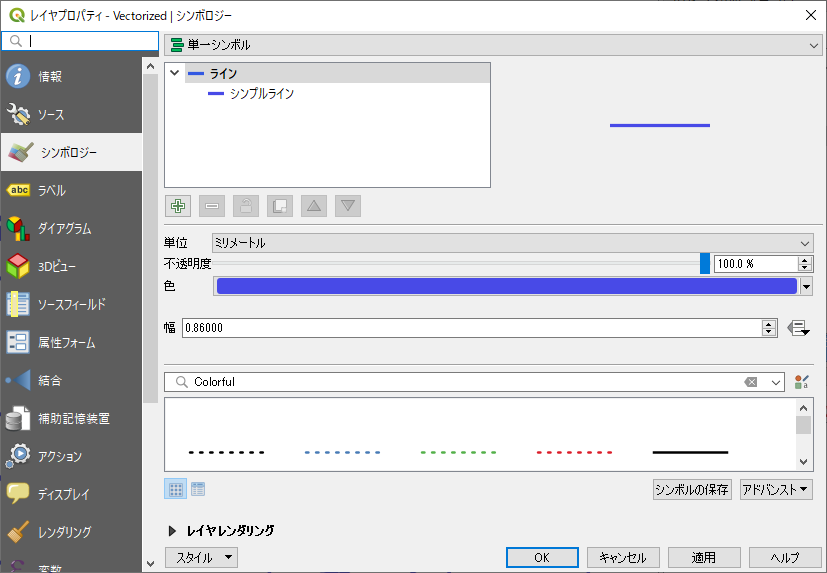 レイヤプロパティ - Vectorized | シンボロジー
情報
ソース
シンボロジー
abc ラベル
ダイアグラム
3Dビュー
ソースフィールド
属性フォーム
結合
補助記憶装置
アクション
ディスプレイ
レンダリング
変数
単一シンボル
ライン
シンプルライン
単位 ミリメートル
不透明度 100.0 %
色
幅 0.86000
Colorful
シンボルの保存 アドバンスト
レイヤレンダリング
スタイル OK キャンセル 適用 ヘルプ